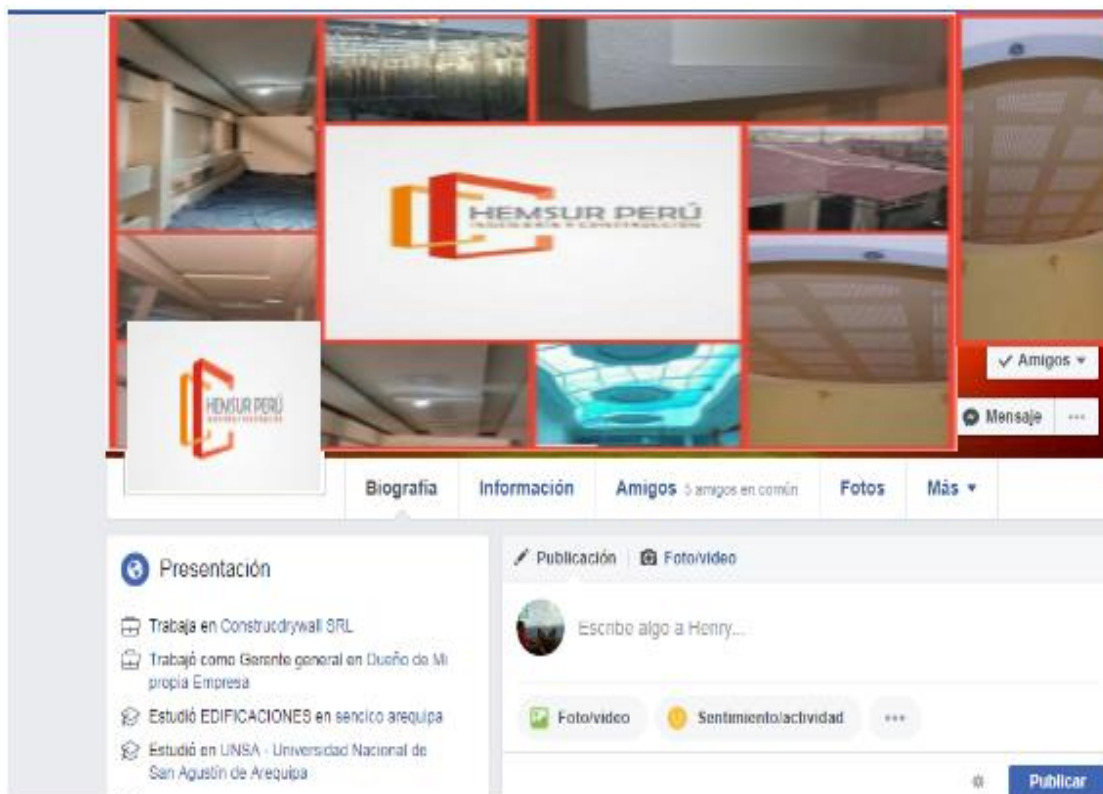 HEMSUR PERÚ
INGENIERÍA Y CONSTRUCCIÓN
HEMSUR PERÚ
Amigos
Mensaje
Biografía
Información
Amigos 5 amigos en común
Fotos
Más
Presentación
Trabaja en Construcdrywall SRL
Trabajó como Gerente general en Dueño de Mi
propia Empresa
Estudió EDIFICACIONES en sencico arequipa
Estudió en UNSA - Universidad Nacional de
San Agustín de Arequipa
Publicación
Foto/video
Escribe algo a Henry...
Foto/video
Sentimiento/actividad
Publicar